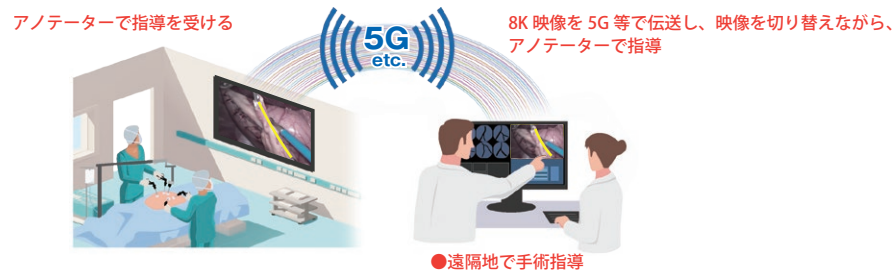 アノテーターで指導を受ける
5G
etc.
8K 映像を 5G 等で伝送し、映像を切り替えながら、
アノテーターで指導
●遠隔地で手術指導